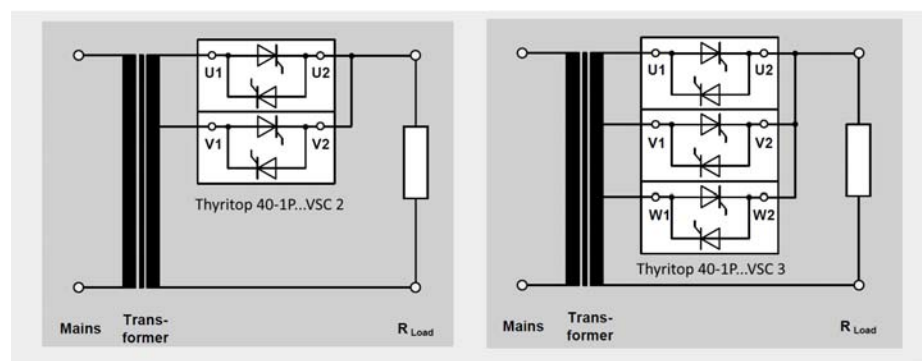 U1 U2
V1 V2
Thyritop 40-1P...VSC 2
Mains
Trans-
former
R Load
U1 U2
V1 V2
W1 W2
Thyritop 40-1P...VSC 3
Mains
Trans-
former
R Load